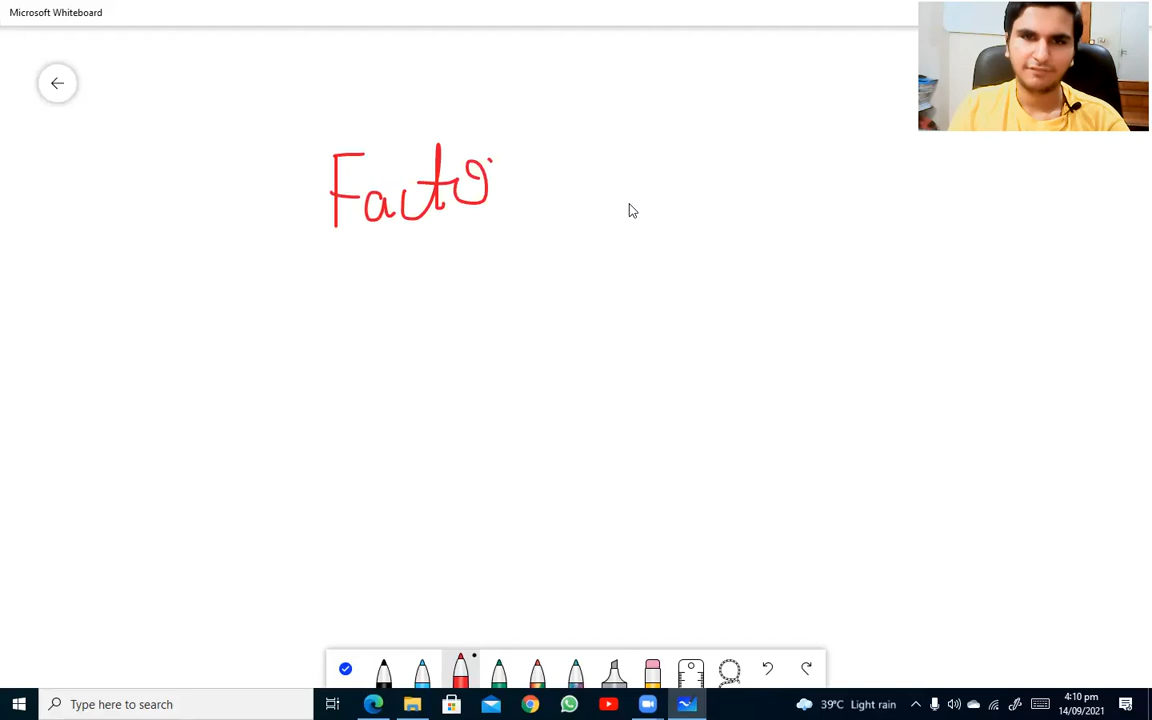 Microsoft Whiteboard
Facto
Type here to search
39°C Light rain
4:10 pm
14/09/2021